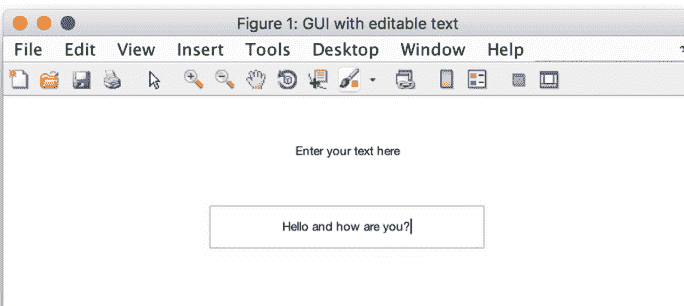 Figure 1: GUI with editable text
File Edit View Insert Tools Desktop Window Help
Enter your text here
Hello and how are you?